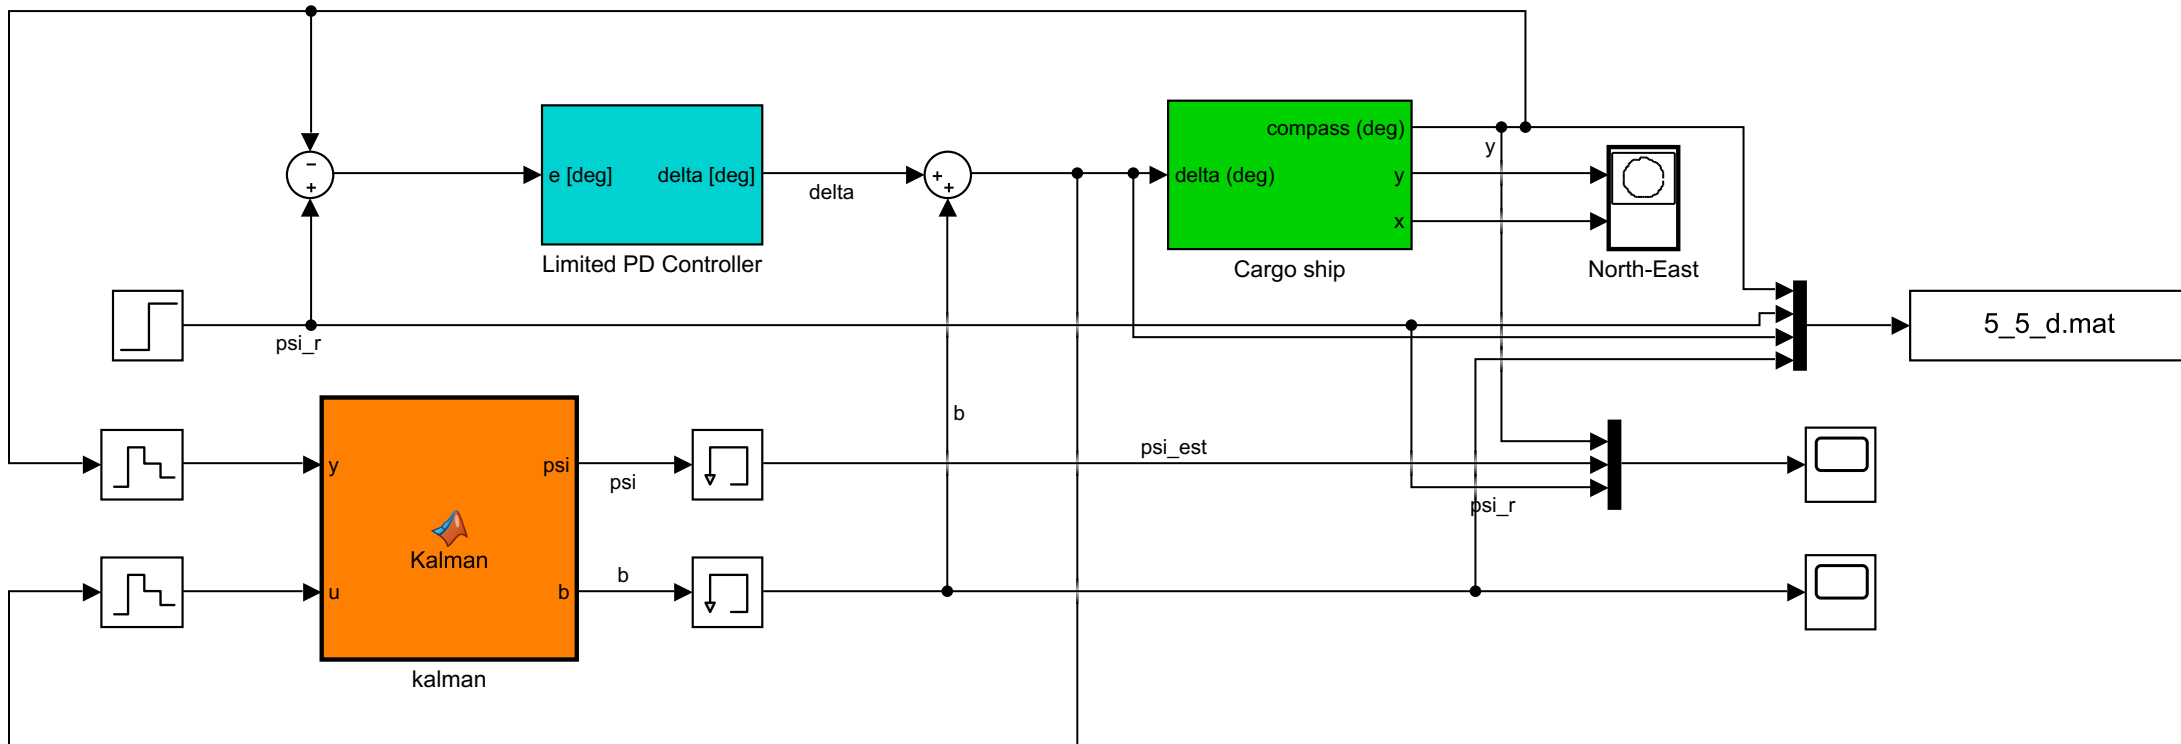 compass (deg)
y
e [deg]
delta [deg]
delta
delta (deg)
y
x
Limited PD Controller
Cargo ship
North-East
psi_r
5_5_d.mat
b
psi_est
y
psi
psi
psi_r
Kalman
b
u
b
kalman